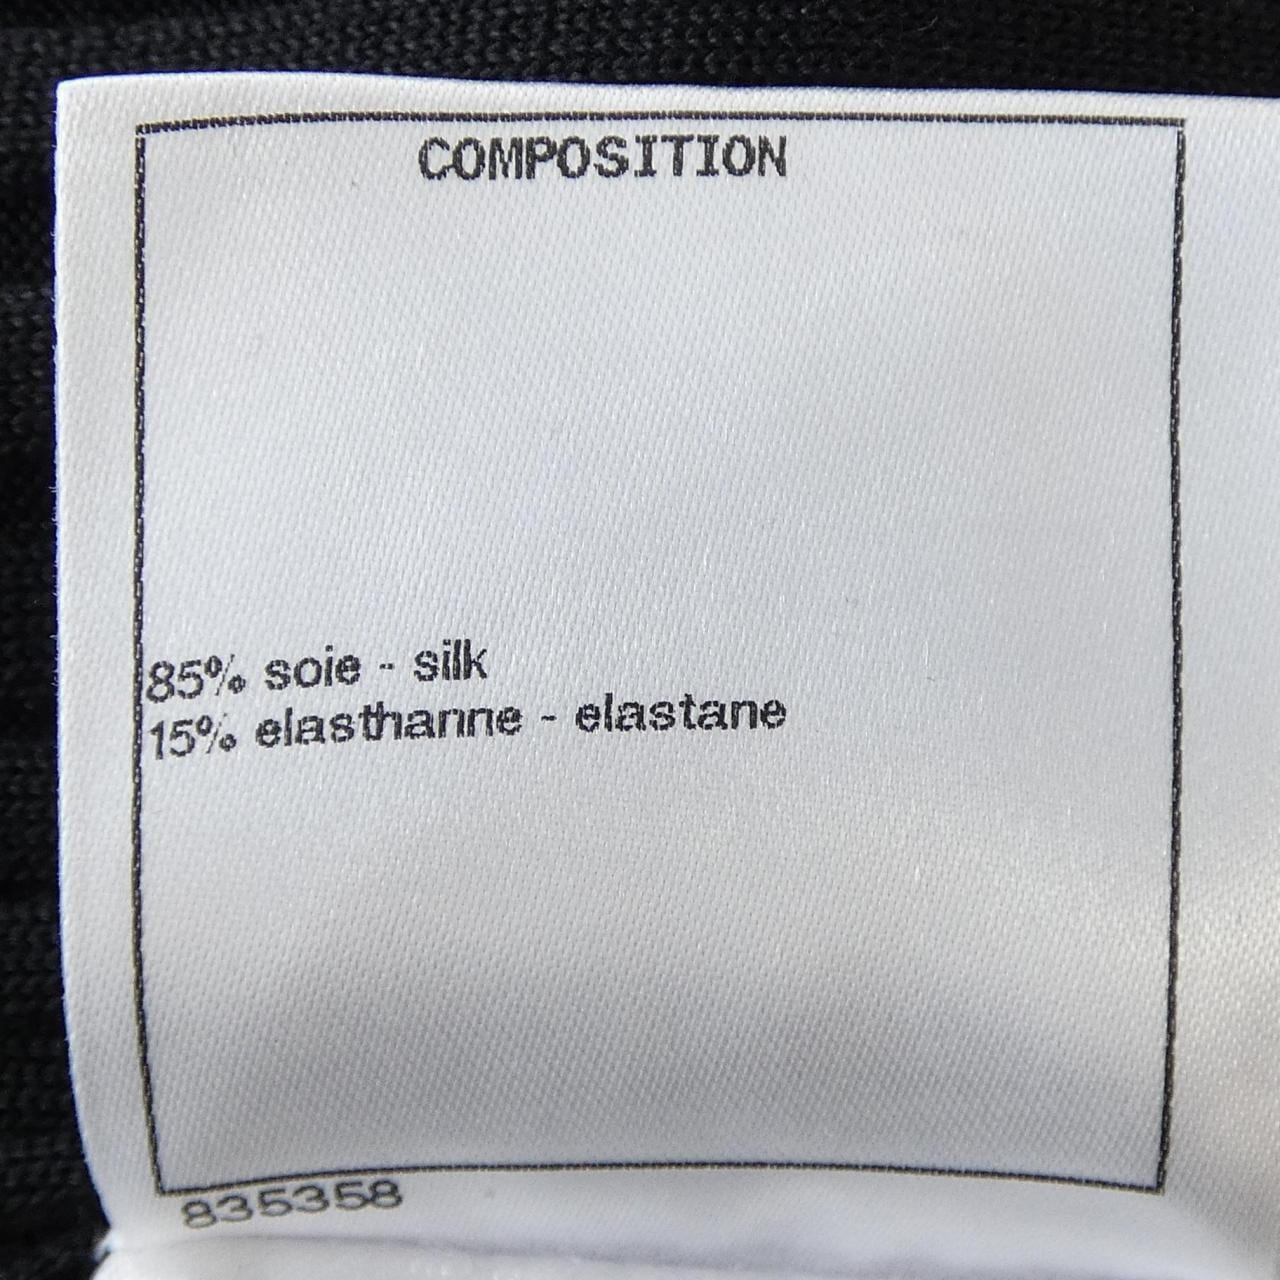 COMPOSITION
85% soie - silk
15% elasthanne - elastane
835358